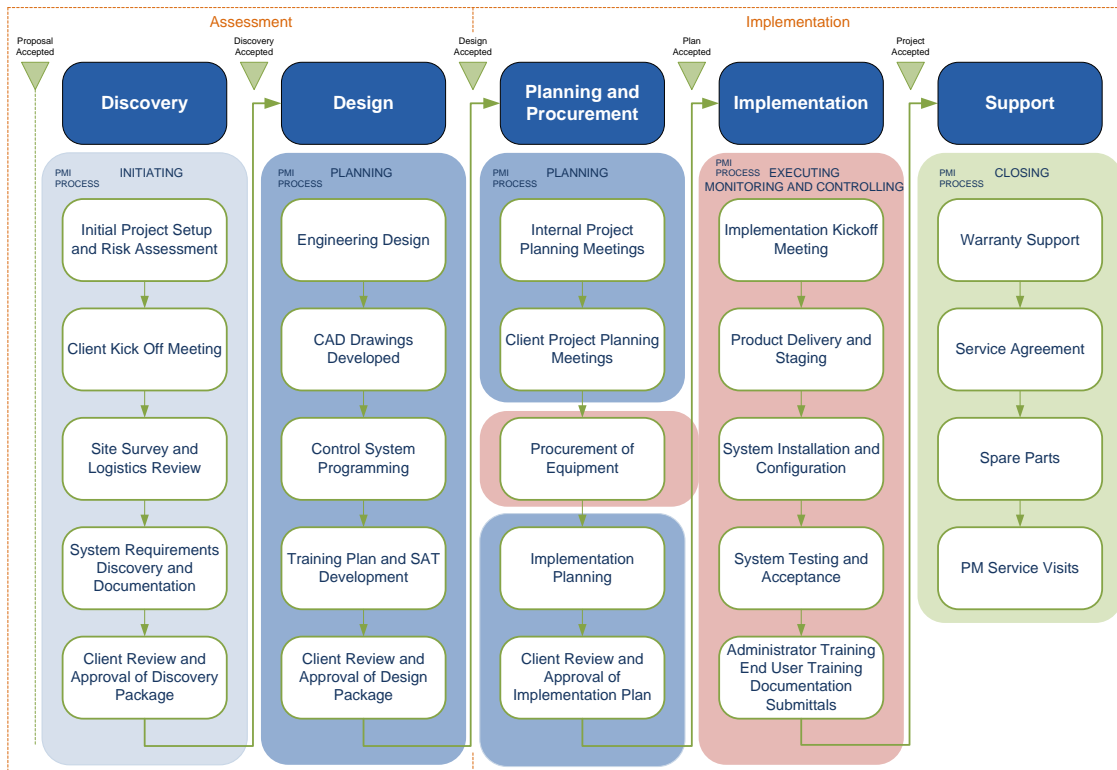 Assessment
Implementation
Proposal
Accepted
Discovery
Accepted
Design
Accepted
Plan
Accepted
Project
Accepted
Discovery
Design
Planning and
Procurement
Implementation
Support
PMI
PROCESS
INITIATING
Initial Project Setup
and Risk Assessment
Client Kick Off Meeting
Site Survey and
Logistics Review
System Requirements
Discovery and
Documentation
Client Review and
Approval of Discovery
Package
PMI
PROCESS
PLANNING
Engineering Design
CAD Drawings
Developed
Control System
Programming
Training Plan and SAT
Development
Client Review and
Approval of Design
Package
PMI
PROCESS
PLANNING
Internal Project
Planning Meetings
Client Project Planning
Meetings
Procurement of
Equipment
Implementation
Planning
Client Review and
Approval of
Implementation Plan
PMI
PROCESS
EXECUTING
MONITORING AND CONTROLLING
Implementation Kickoff
Meeting
Product Delivery and
Staging
System Installation and
Configuration
System Testing and
Acceptance
Administrator Training
End User Training
Documentation
Submittals
PMI
PROCESS
CLOSING
Warranty Support
Service Agreement
Spare Parts
PM Service Visits